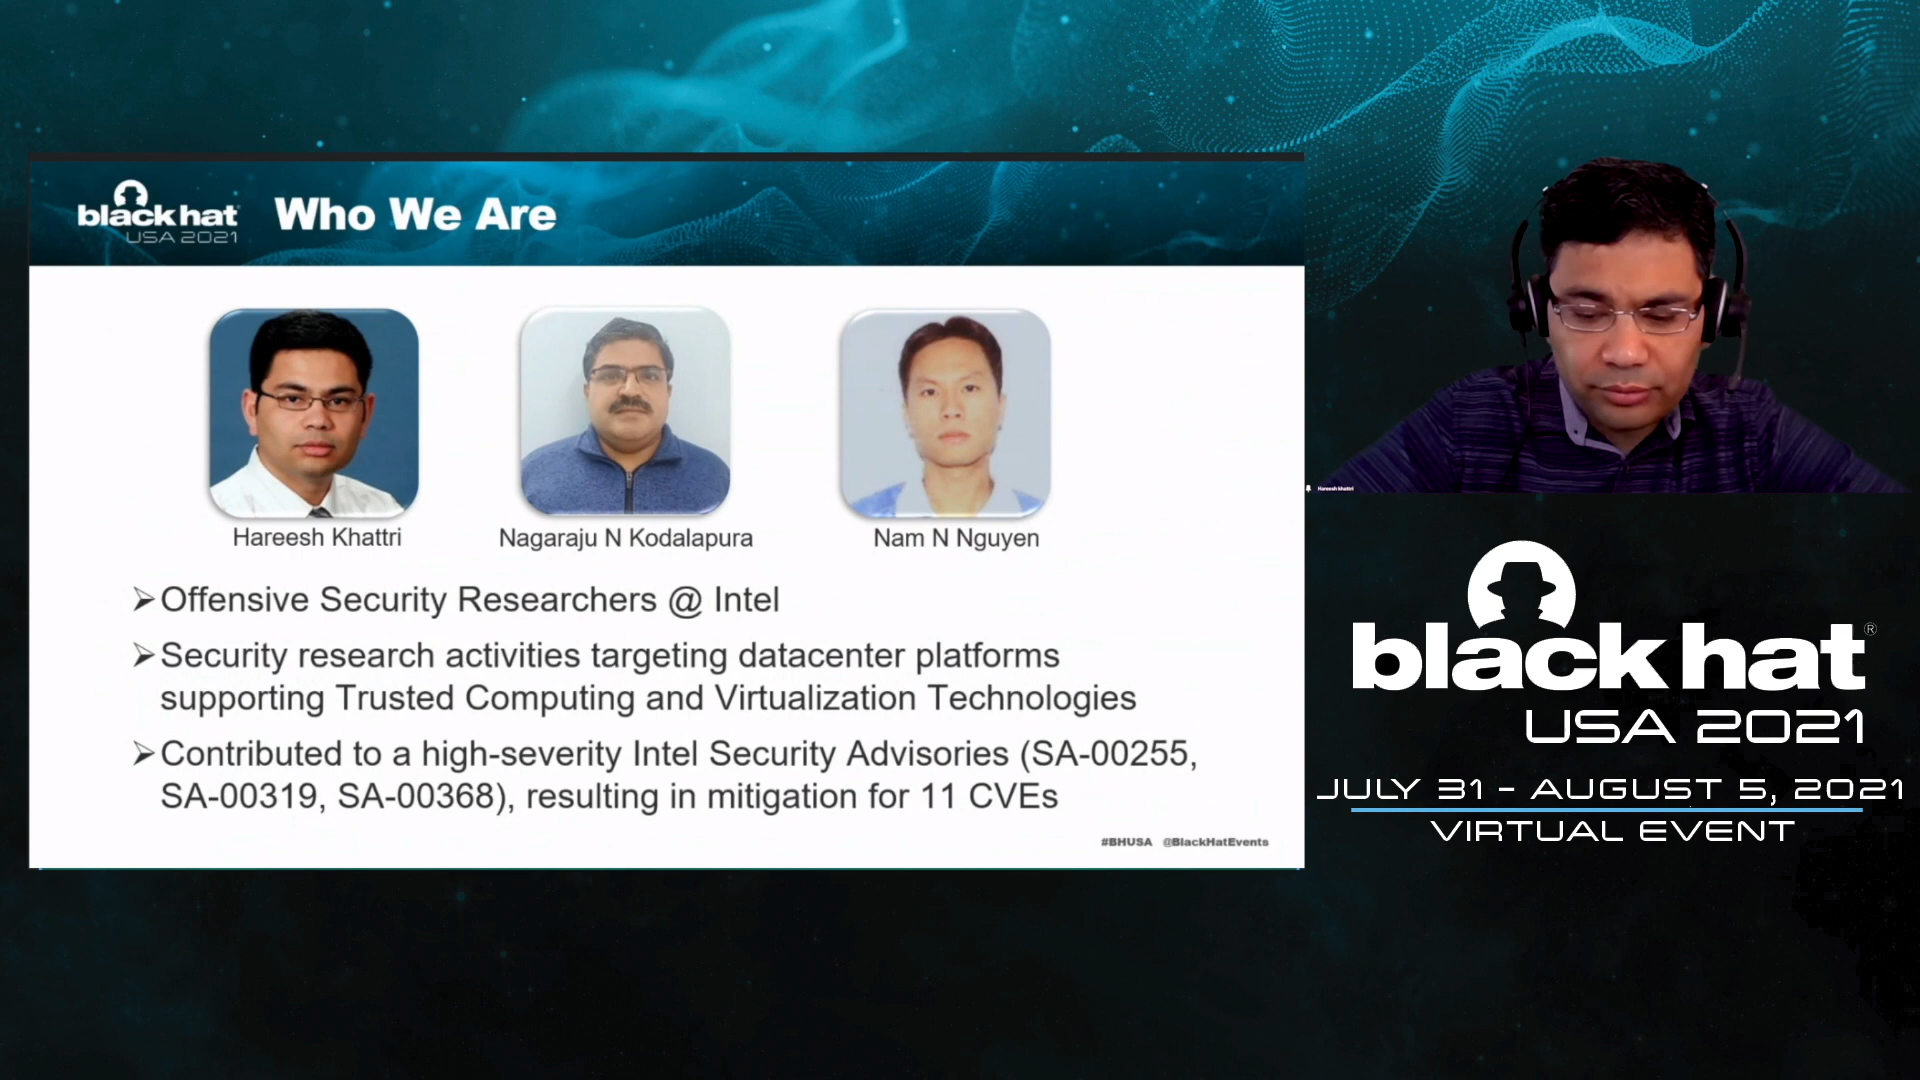 black hat
USA 2021
Who We Are
Hareesh Khattri
Nagaraju N Kodalapura
Nam N Nguyen
➢Offensive Security Researchers @ Intel
➢Security research activities targeting datacenter platforms
supporting Trusted Computing and Virtualization Technologies
➢Contributed to a high-severity Intel Security Advisories (SA-00255,
SA-00319, SA-00368), resulting in mitigation for 11 CVEs
#BHUSA @BlackHatEvents
Hareesh khattri
black hat®
USA 2021
JULY 31 - AUGUST 5, 2021
VIRTUAL EVENT